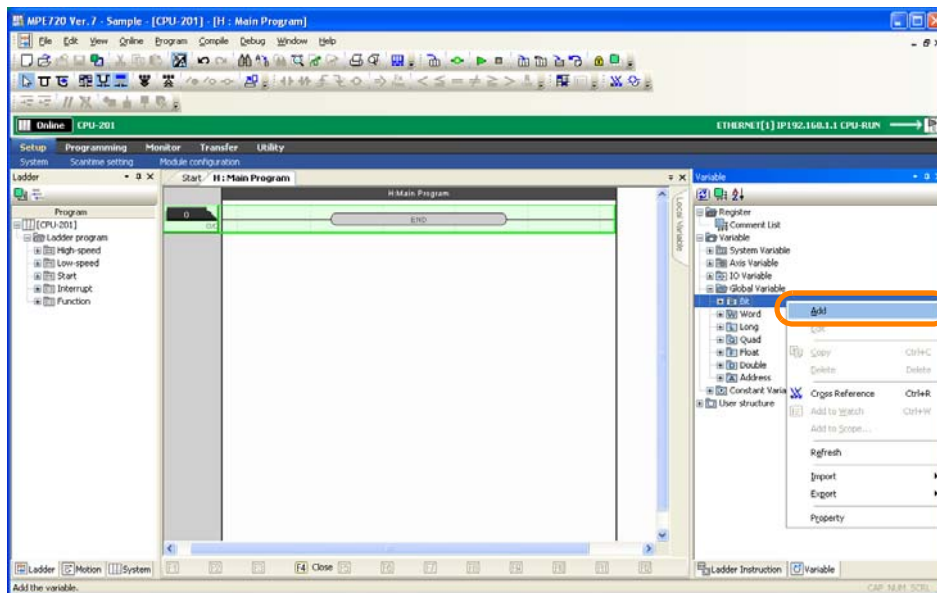 MPE720 Ver.7 - Sample - [CPU-201] - [H : Main Program]
File Edit View Online Program Compile Debug Window Help
Online CPU-201 ETHERNET[1] IP192.168.1.1 CPU-RUN
Setup Programming Monitor Transfer Utility
System Scantime setting Module configuration
Ladder
Start H : Main Program
Variable
H:Main Program
Program
[CPU-201]
Ladder program
High-speed
Low-speed
Start
Interrupt
Function
0
END
Local Variable
Register
Comment List
Variable
System Variable
Axis Variable
IO Variable
Global Variable
Bit
Word
Long
Quad
Float
Double
Address
Constant Varia
User structure
Add
Edit
Copy Ctrl+C
Delete Delete
Cross Reference Ctrl+R
Add to Watch Ctrl+W
Add to Scope...
Refresh
Import
Export
Property
Ladder Motion System
F4 Close
Ladder Instruction Variable
Add the variable.
CAP NUM SCRL